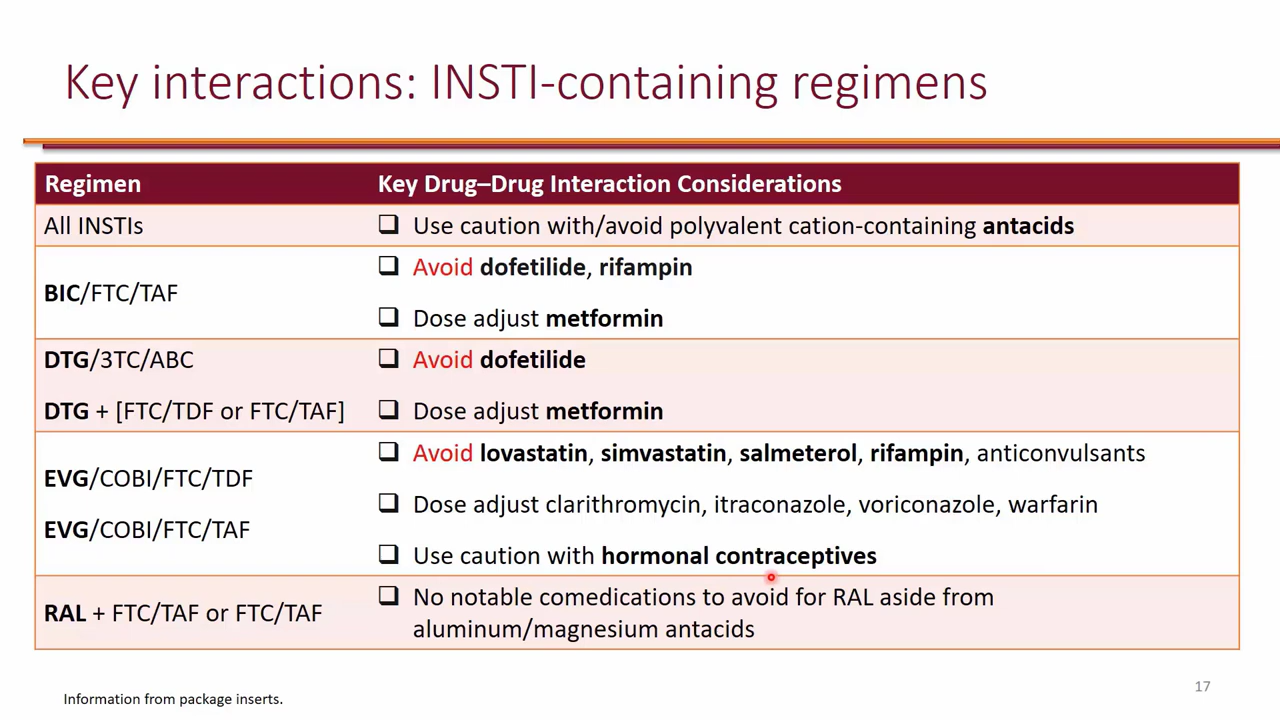 Key interactions: INSTI-containing regimens
Regimen
Key Drug–Drug Interaction Considerations
All INSTIs
❑ Use caution with/avoid polyvalent cation-containing antacids
BIC/FTC/TAF
❑ Avoid dofetilide, rifampin
❑ Dose adjust metformin
DTG/3TC/ABC
DTG + [FTC/TDF or FTC/TAF]
❑ Avoid dofetilide
❑ Dose adjust metformin
EVG/COBI/FTC/TDF
EVG/COBI/FTC/TAF
❑ Avoid lovastatin, simvastatin, salmeterol, rifampin, anticonvulsants
❑ Dose adjust clarithromycin, itraconazole, voriconazole, warfarin
❑ Use caution with hormonal contraceptives
RAL + FTC/TAF or FTC/TAF
❑ No notable comedications to avoid for RAL aside from
aluminum/magnesium antacids
Information from package inserts.
17